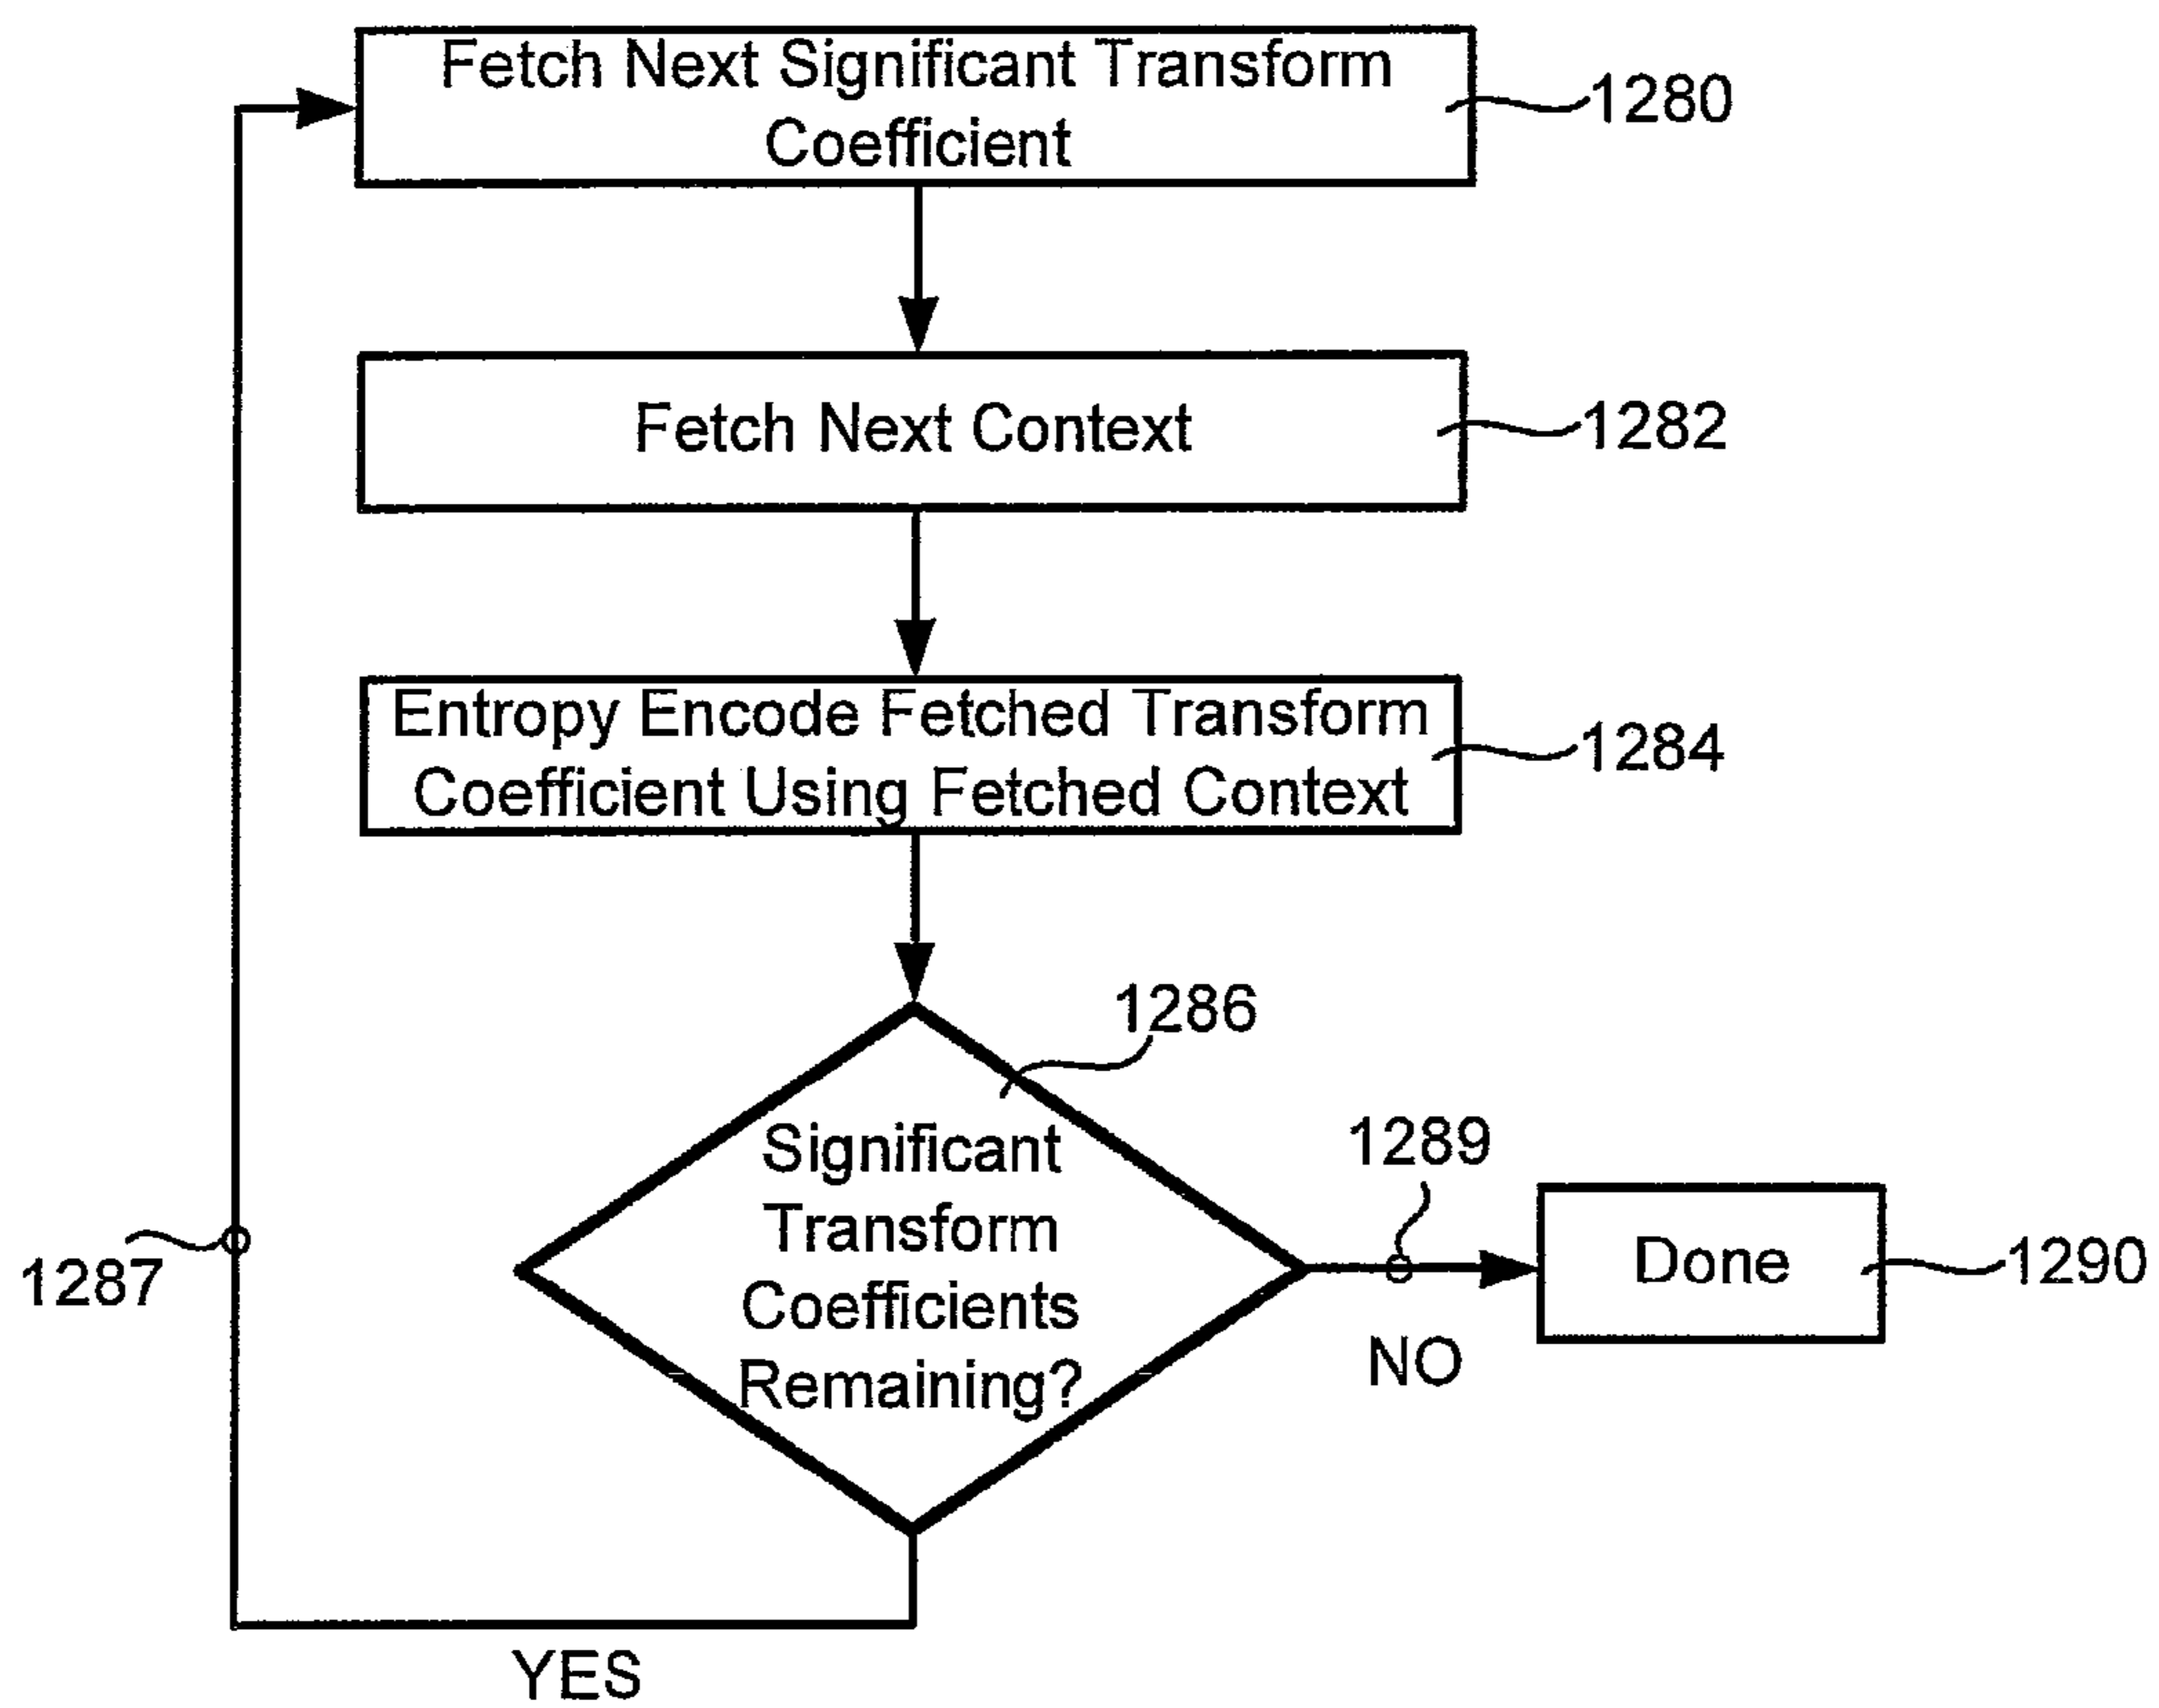 Fetch Next Significant Transform
Coefficient
1280
Fetch Next Context
1282
Entropy Encode Fetched Transform
Coefficient Using Fetched Context
1284
1286
Significant
Transform
Coefficients
Remaining?
1289
NO
Done
1290
1287
YES